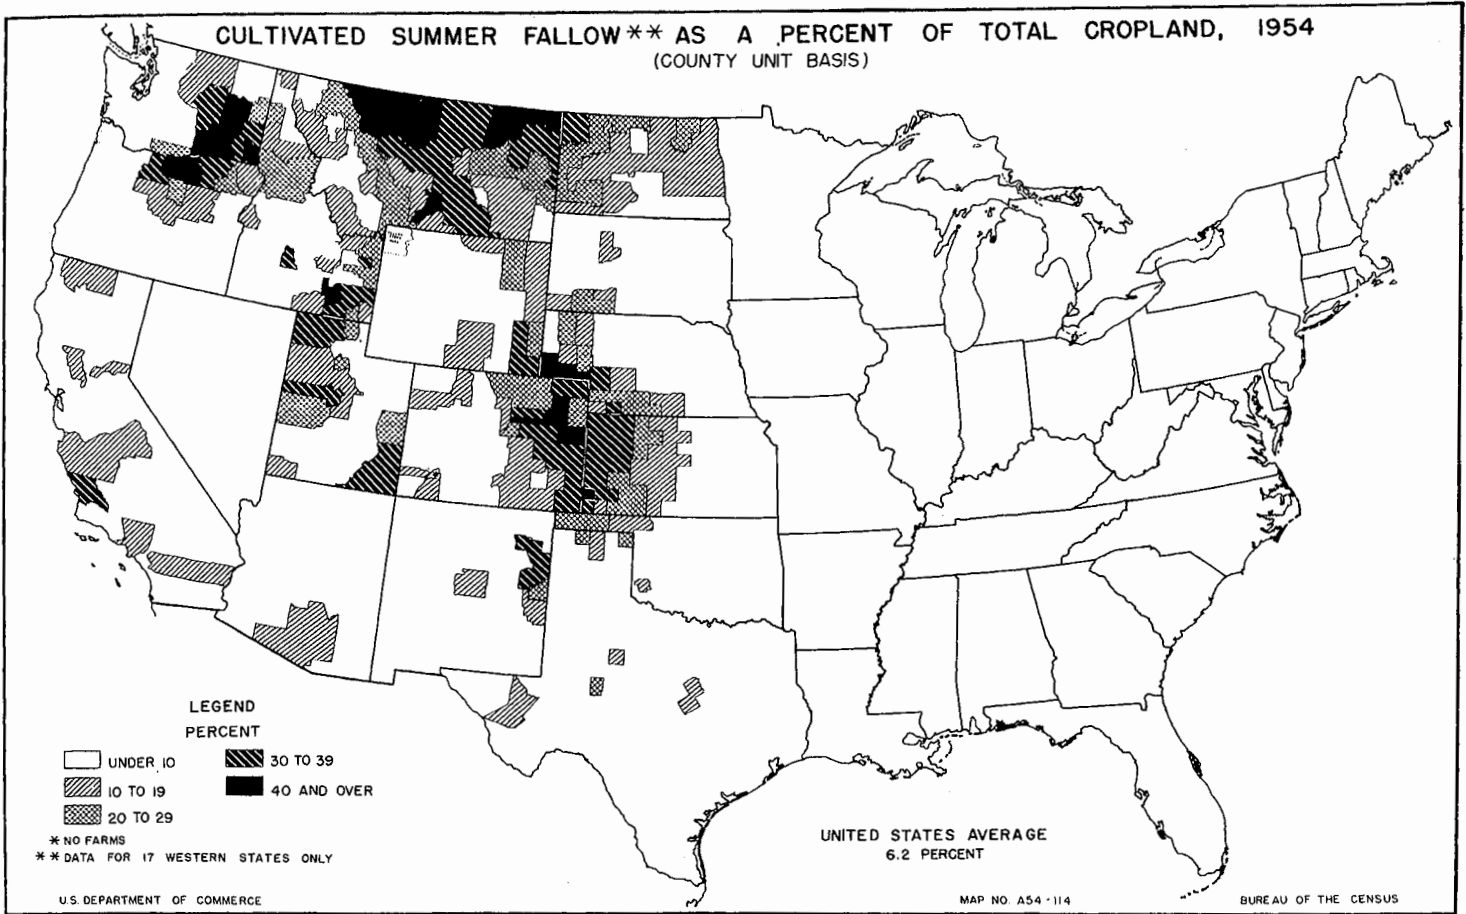 CULTIVATED SUMMER FALLOW** AS A PERCENT OF TOTAL CROPLAND, 1954
(COUNTY UNIT BASIS)
LEGEND
PERCENT
UNDER 10
10 TO 19
20 TO 29
30 TO 39
40 AND OVER
* NO FARMS
** DATA FOR 17 WESTERN STATES ONLY
UNITED STATES AVERAGE
6.2 PERCENT
U.S. DEPARTMENT OF COMMERCE
MAP NO. A54-114
BUREAU OF THE CENSUS